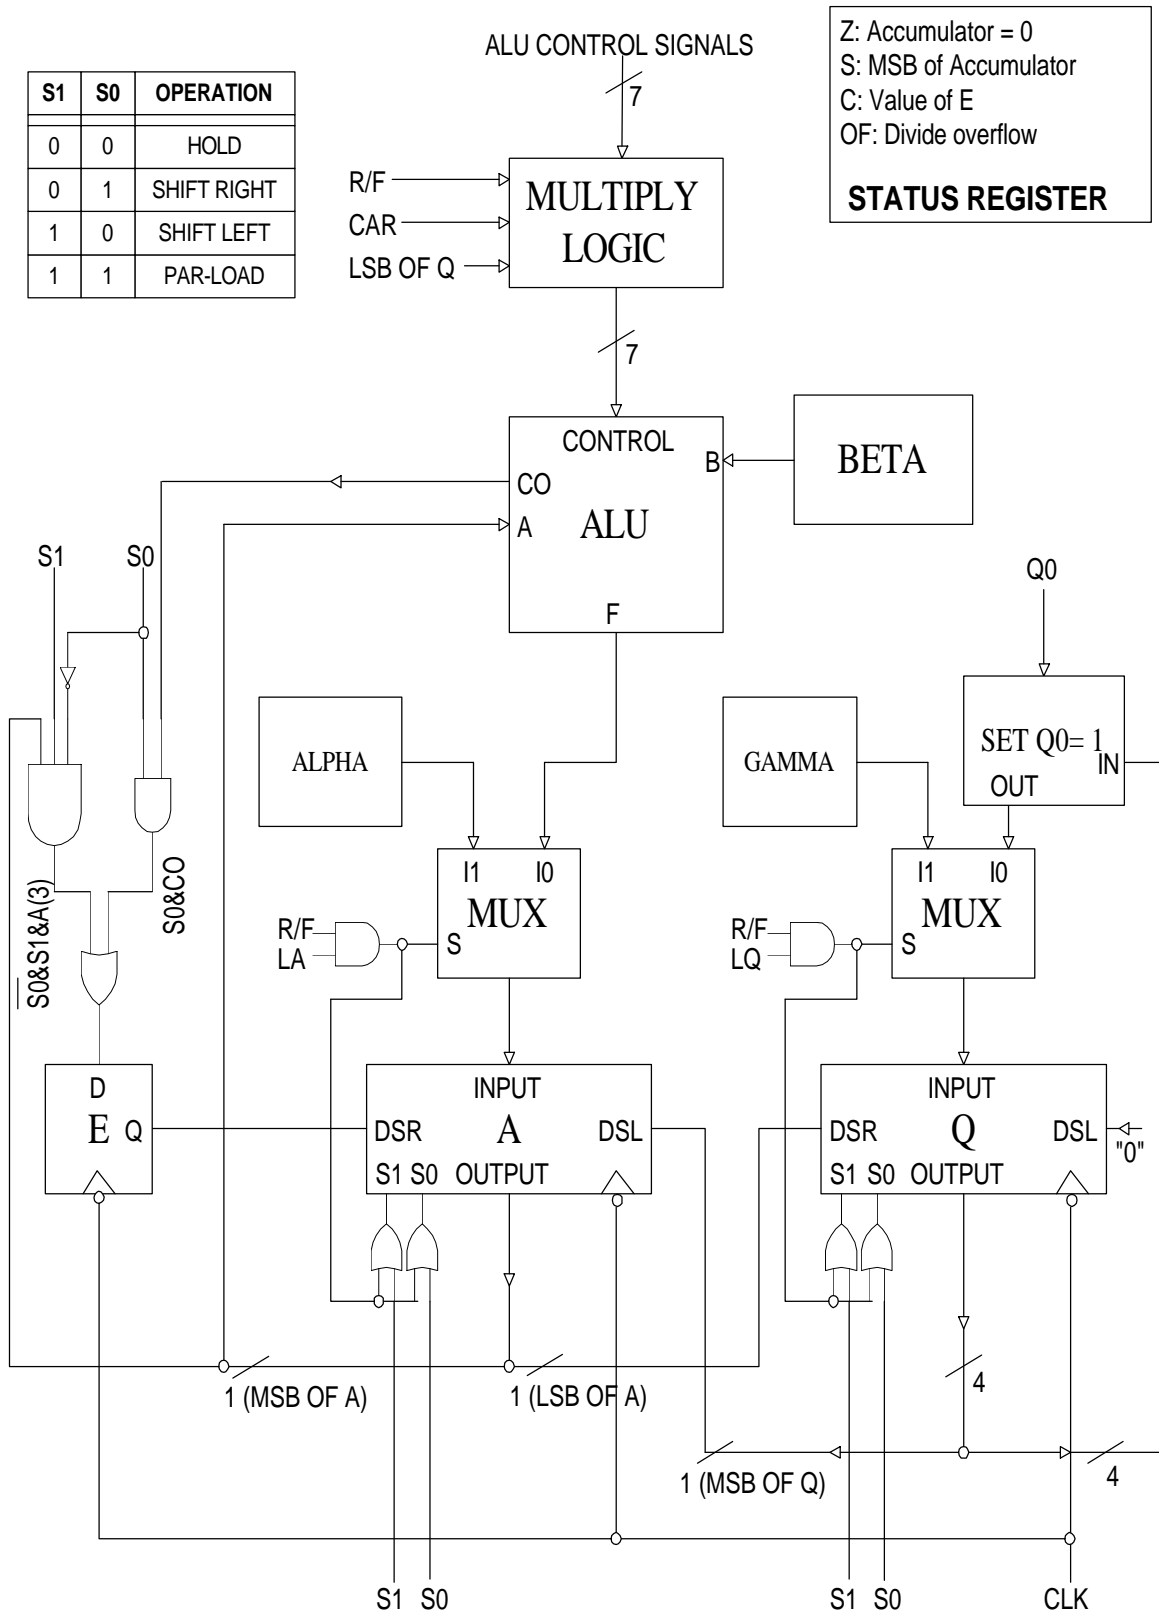 ALU CONTROL SIGNALS
7
S1 S0 OPERATION
0 0 HOLD
0 1 SHIFT RIGHT
1 0 SHIFT LEFT
1 1 PAR-LOAD
Z: Accumulator = 0
S: MSB of Accumulator
C: Value of E
OF: Divide overflow
STATUS REGISTER
R/F
CAR
LSB OF Q
MULTIPLY
LOGIC
7
CONTROL
CO
A
B
ALU
F
BETA
S1
S0
Q0
ALPHA
GAMMA
SET Q0= 1
IN
OUT
S0&S1&A(3)
S0&CO
I1 I0
MUX
S
R/F
LA
I1 I0
MUX
S
R/F
LQ
D
E Q
INPUT
DSR A DSL
S1 S0 OUTPUT
INPUT
DSR Q DSL
S1 S0 OUTPUT
"0"
1 (MSB OF A)
1 (LSB OF A)
4
1 (MSB OF Q)
4
S1 S0
S1 S0
CLK